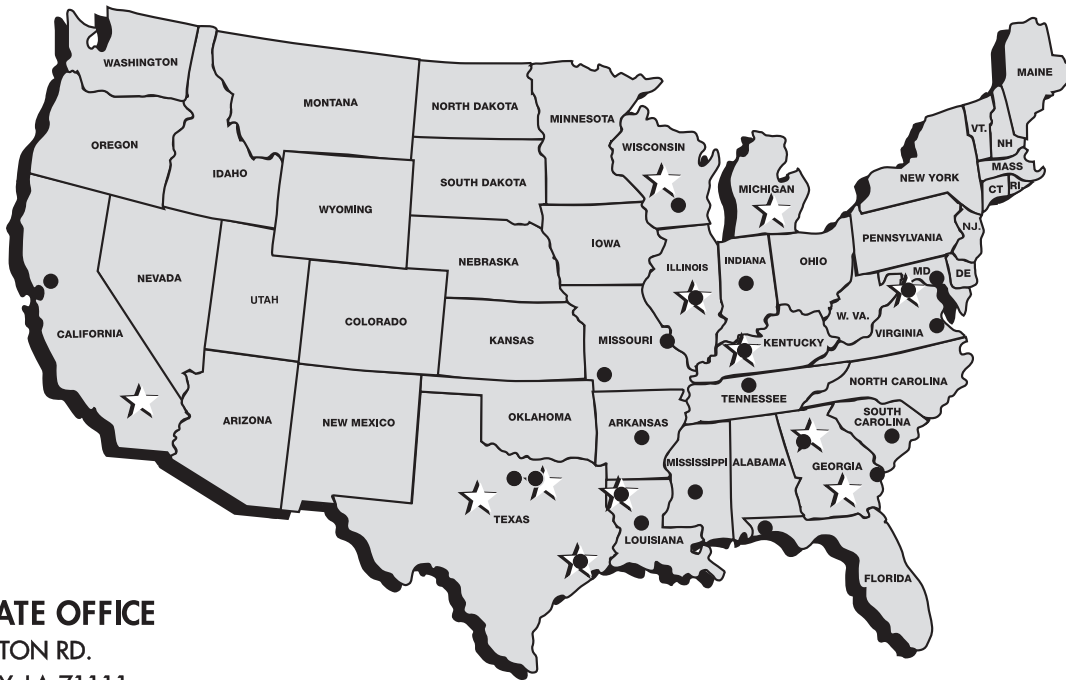 WASHINGTON
MAINE
MONTANA
NORTH DAKOTA
MINNESOTA
VT.
NH
OREGON
WISCONSIN
MASS
IDAHO
NEW YORK
SOUTH DAKOTA
MICHIGAN
CT
RI.
WYOMING
NJ.
PENNSYLVANIA
IOWA
NEBRASKA
ILLINOIS
INDIANA
OHIO
MD
DE
NEVADA
UTAH
COLORADO
W. VA.
CALIFORNIA
KANSAS
MISSOURI
KENTUCKY
VIRGINIA
NORTH CAROLINA
TENNESSEE
SOUTH
CAROLINA
ARIZONA
NEW MEXICO
OKLAHOMA
ARKANSAS
MISSISSIPPI
ALABAMA
GEORGIA
TEXAS
LOUISIANA
FLORIDA
ATE OFFICE
TON RD.